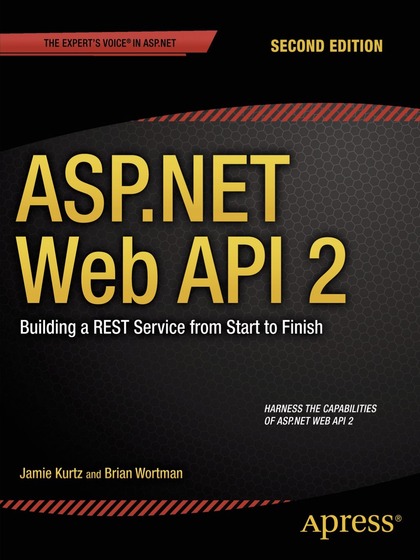 THE EXPERT'S VOICE® IN ASP.NET
SECOND EDITION
ASP.NET
Web API 2
Building a REST Service from Start to Finish
HARNESS THE CAPABILITIES
OF ASP.NET WEB API 2
Jamie Kurtz and Brian Wortman
Apress®